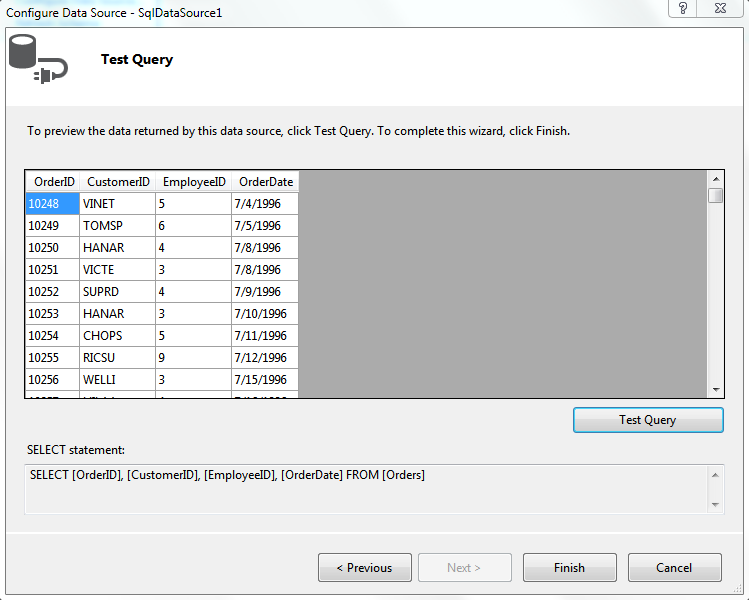 Configure Data Source - SqlDataSource1
?
Test Query
To preview the data returned by this data source, click Test Query. To complete this wizard, click Finish.
OrderID CustomerID EmployeeID OrderDate
10248 VINET 5 7/4/1996
10249 TOMSP 6 7/5/1996
10250 HANAR 4 7/8/1996
10251 VICTE 3 7/8/1996
10252 SUPRD 4 7/9/1996
10253 HANAR 3 7/10/1996
10254 CHOPS 5 7/11/1996
10255 RICSU 9 7/12/1996
10256 WELLI 3 7/15/1996
Test Query
SELECT statement:
SELECT [OrderID], [CustomerID], [EmployeeID], [OrderDate] FROM [Orders]
< Previous Next > Finish Cancel